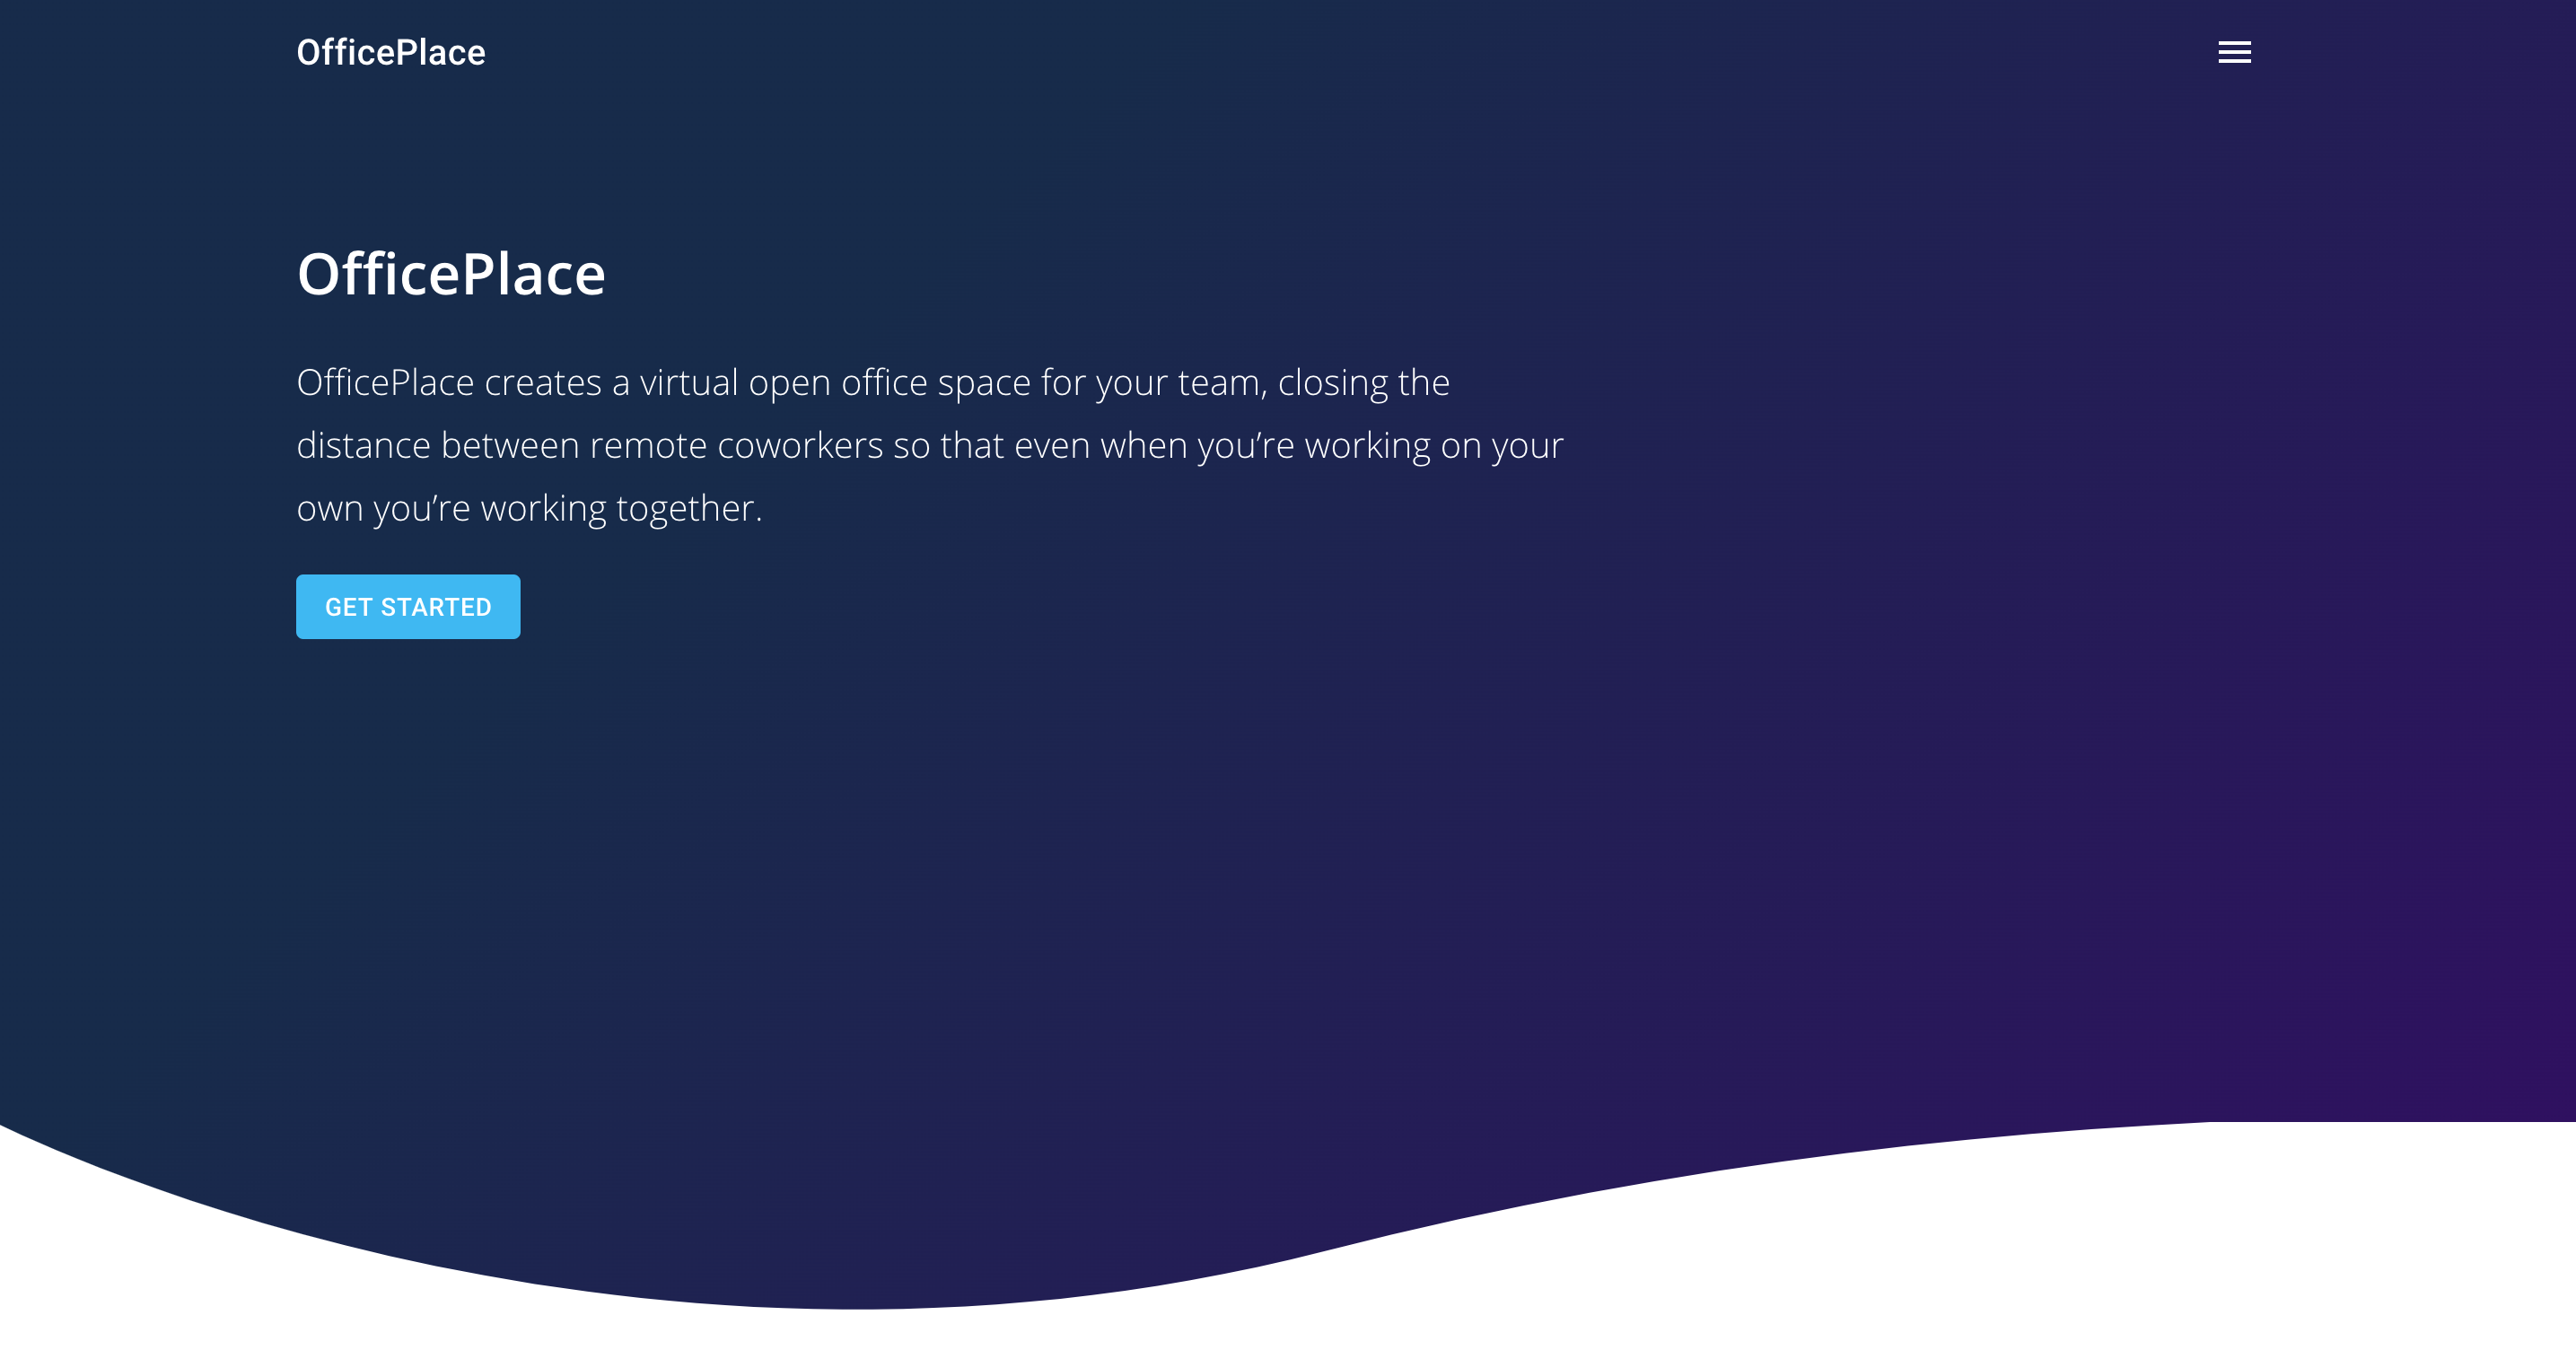 OfficePlace
OfficePlace
OfficePlace creates a virtual open office space for your team, closing the
distance between remote coworkers so that even when you’re working on your
own you’re working together.
GET STARTED